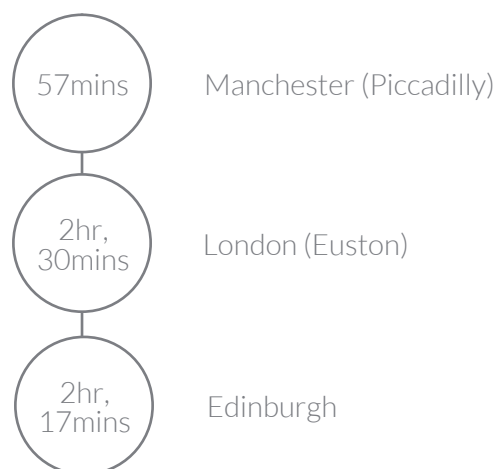 57mins
Manchester (Piccadilly)
2hr,
30mins
London (Euston)
2hr,
17mins
Edinburgh